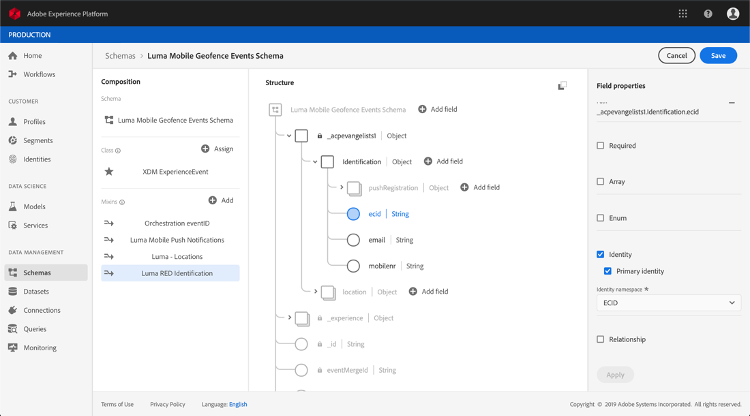 Adobe Experience Platform
PRODUCTION
Home
Workflows
CUSTOMER
Profiles
Segments
Identities
DATA SCIENCE
Models
Services
DATA MANAGEMENT
Schemas
Datasets
Connections
Queries
Monitoring
Schemas > Luma Mobile Geofence Events Schema
Cancel
Save
Composition
Schema
Luma Mobile Geofence Events Schema
Class
Assign
XDM ExperienceEvent
Mixins
Add
Orchestration eventID
Luma Mobile Push Notifications
Luma - Locations
Luma RED Identification
Structure
Luma Mobile Geofence Events Schema Add field
_acpevangelists1 | Object
Identification | Object Add field
pushRegistration | Object Add field
ecid | String
email | String
mobilenr | String
location | Object Add field
_experience | Object
_id | String
eventMergeId | String
Field properties
_acpevangelists1.Identification.ecid
Required
Array
Enum
Identity
Primary identity
Identity namespace *
ECID
Relationship
Apply
Terms of Use Privacy Policy Language: English
Copyright © 2019 Adobe Systems Incorporated. All rights reserved.